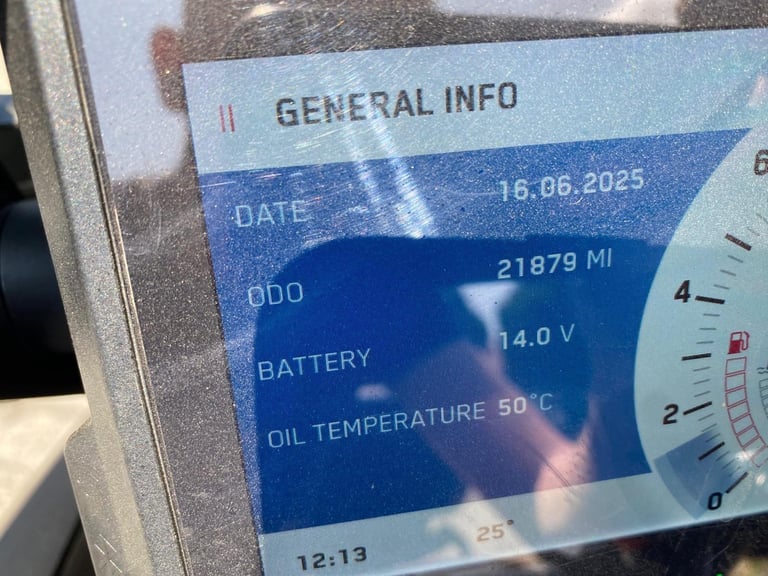 GENERAL INFO
DATE 16.06.2025
ODO 21879 MI
BATTERY 14.0 V
OIL TEMPERATURE 50°C
6
4
2
0
12:13 25°